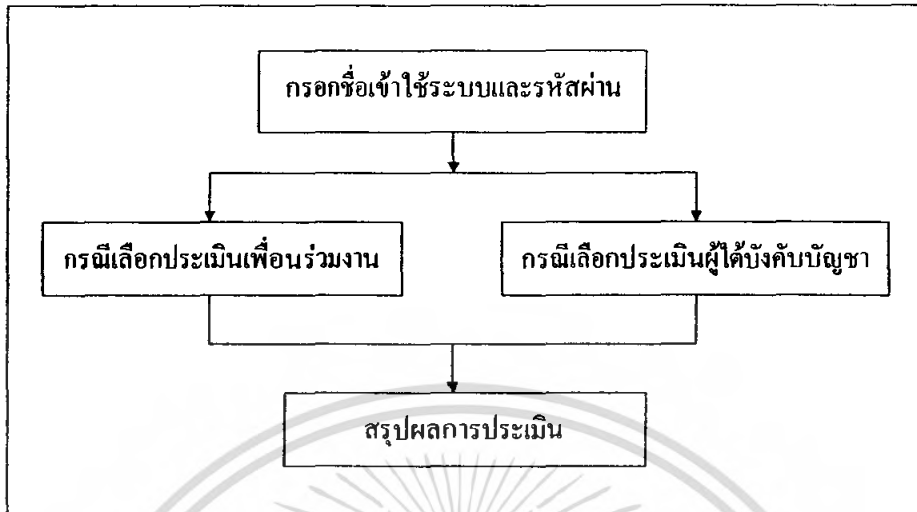 กรอกชื่อเข้าใช้ระบบและรหัสผ่าน
กรณีเลือกประเมินเพื่อนร่วมงาน
กรณีเลือกประเมินผู้ใต้บังคับบัญชา
สรุปผลการประเมิน